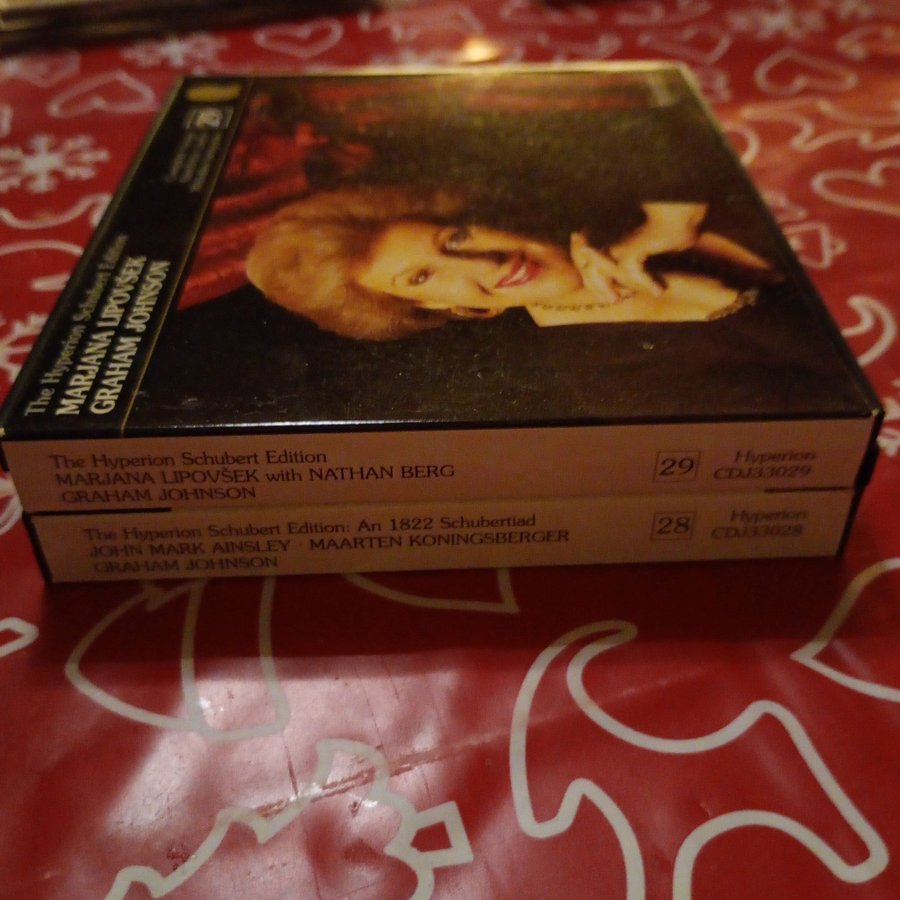 The Hyperion Schubert Edition
MARJANA LIPOVŠEK
GRAHAM JOHNSON
29
The Hyperion Schubert Edition
MARJANA LIPOVŠEK with NATHAN BERG
GRAHAM JOHNSON
29
Hyperion
CDJ33029
The Hyperion Schubert Edition: An 1822 Schubertiad
JOHN MARK AINSLEY · MAARTEN KONINGSBERGER
GRAHAM JOHNSON
28
Hyperion
CDJ33028